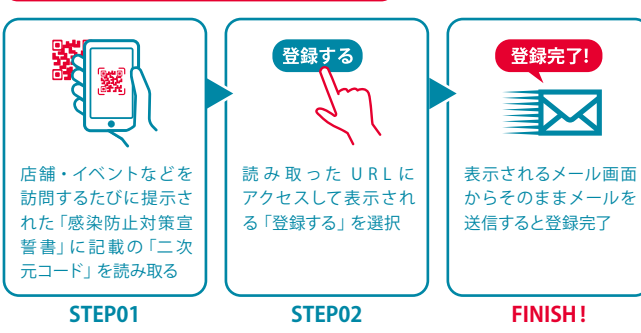 店舗・イベントなどを
訪問するたびに提示さ
れた「感染防止対策宣
誓書」に記載の「二次
元コード」を読み取る
STEP01
登録する
読み取ったURLに
アクセスして表示され
る「登録する」を選択
STEP02
登録完了!
表示されるメール画面
からそのままメールを
送信すると登録完了
FINISH!